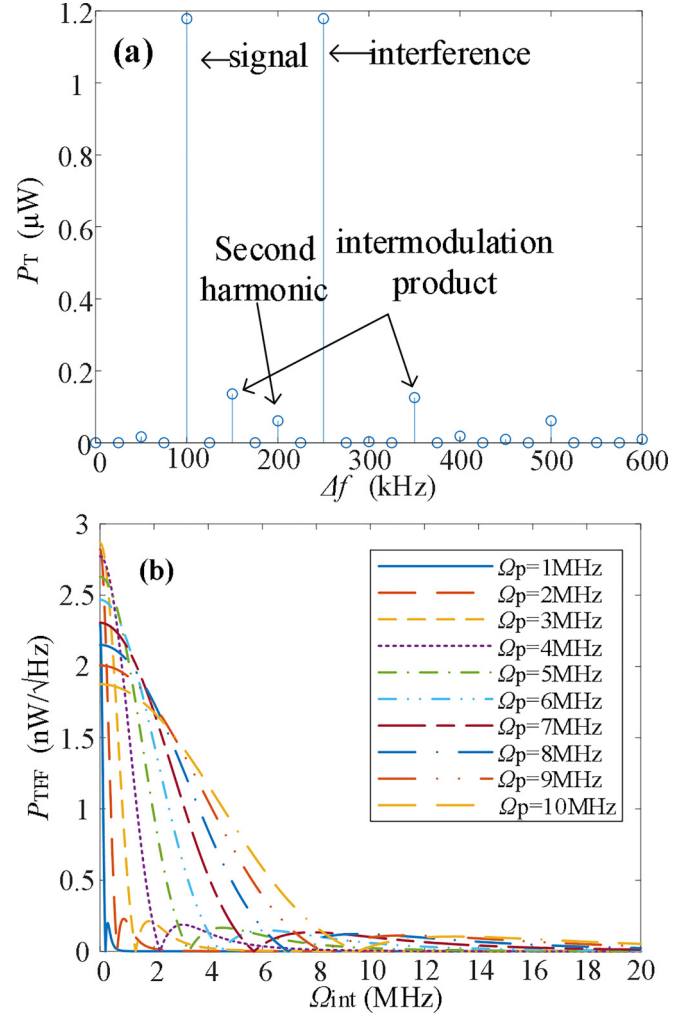 1.2
(a)
signal
interference
1
0.8
P_T (μW)
0.6
Second
harmonic
intermodulation
product
0.4
0.2
0
0 100 200 300 400 500 600
Δf (kHz)
3
(b)
Ωp=1MHz
Ωp=2MHz
Ωp=3MHz
Ωp=4MHz
Ωp=5MHz
Ωp=6MHz
Ωp=7MHz
Ωp=8MHz
Ωp=9MHz
Ωp=10MHz
2.5
2
P_TFF (nW/√Hz)
1.5
1
0.5
0
0 2 4 6 8 10 12 14 16 18 20
Ωint (MHz)